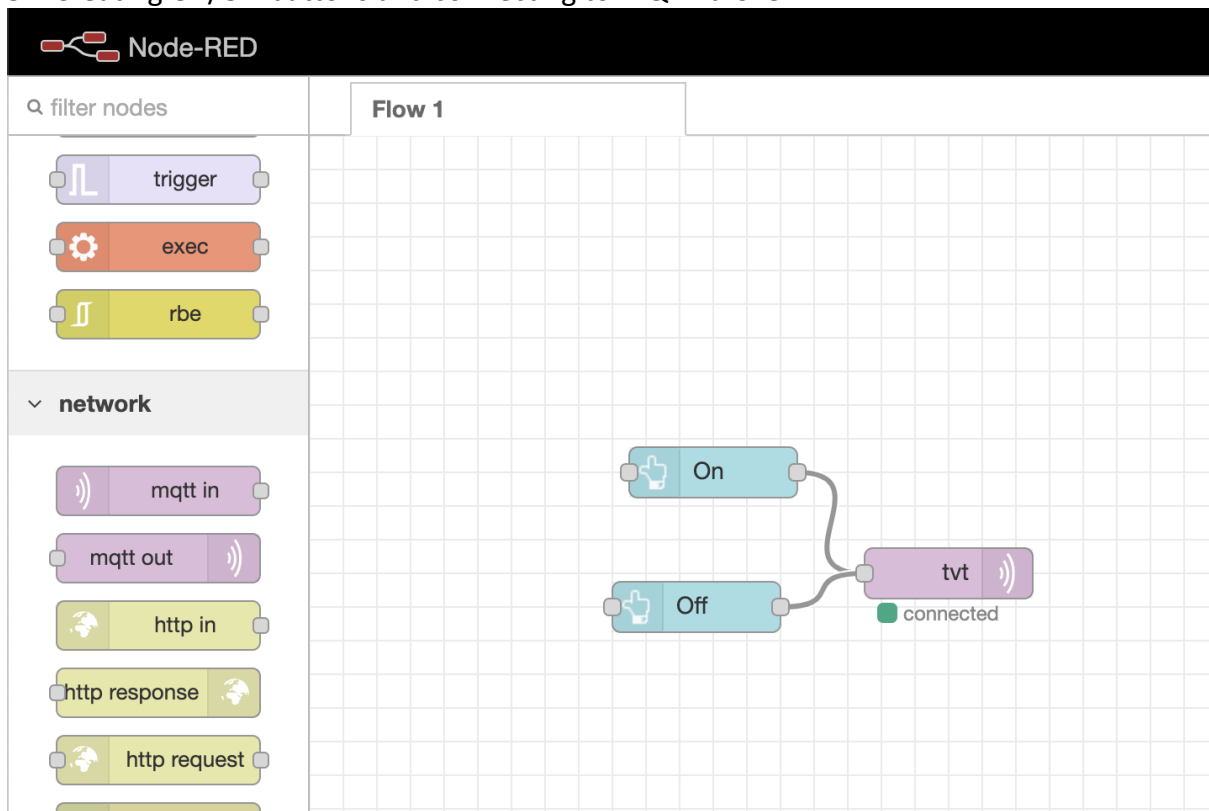 Node-RED
filter nodes
Flow 1
trigger
exec
rbe
network
mqtt in
mqtt out
http in
http response
http request
On
Off
tvt
connected